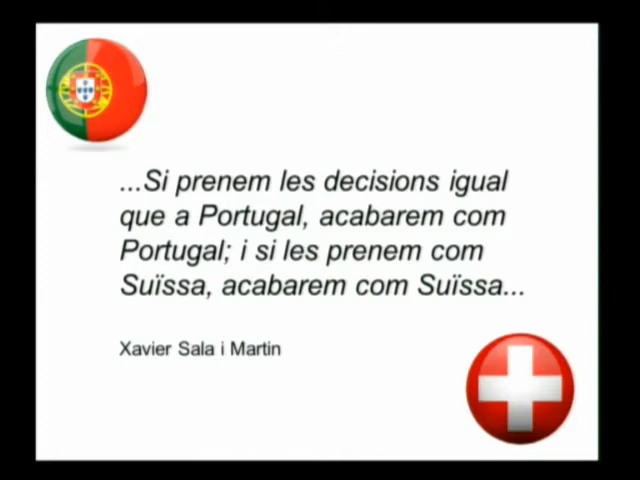 ...Si prenem les decisions igual
que a Portugal, acabarem com
Portugal; i si les prenem com
Suïssa, acabarem com Suïssa...
Xavier Sala i Martin